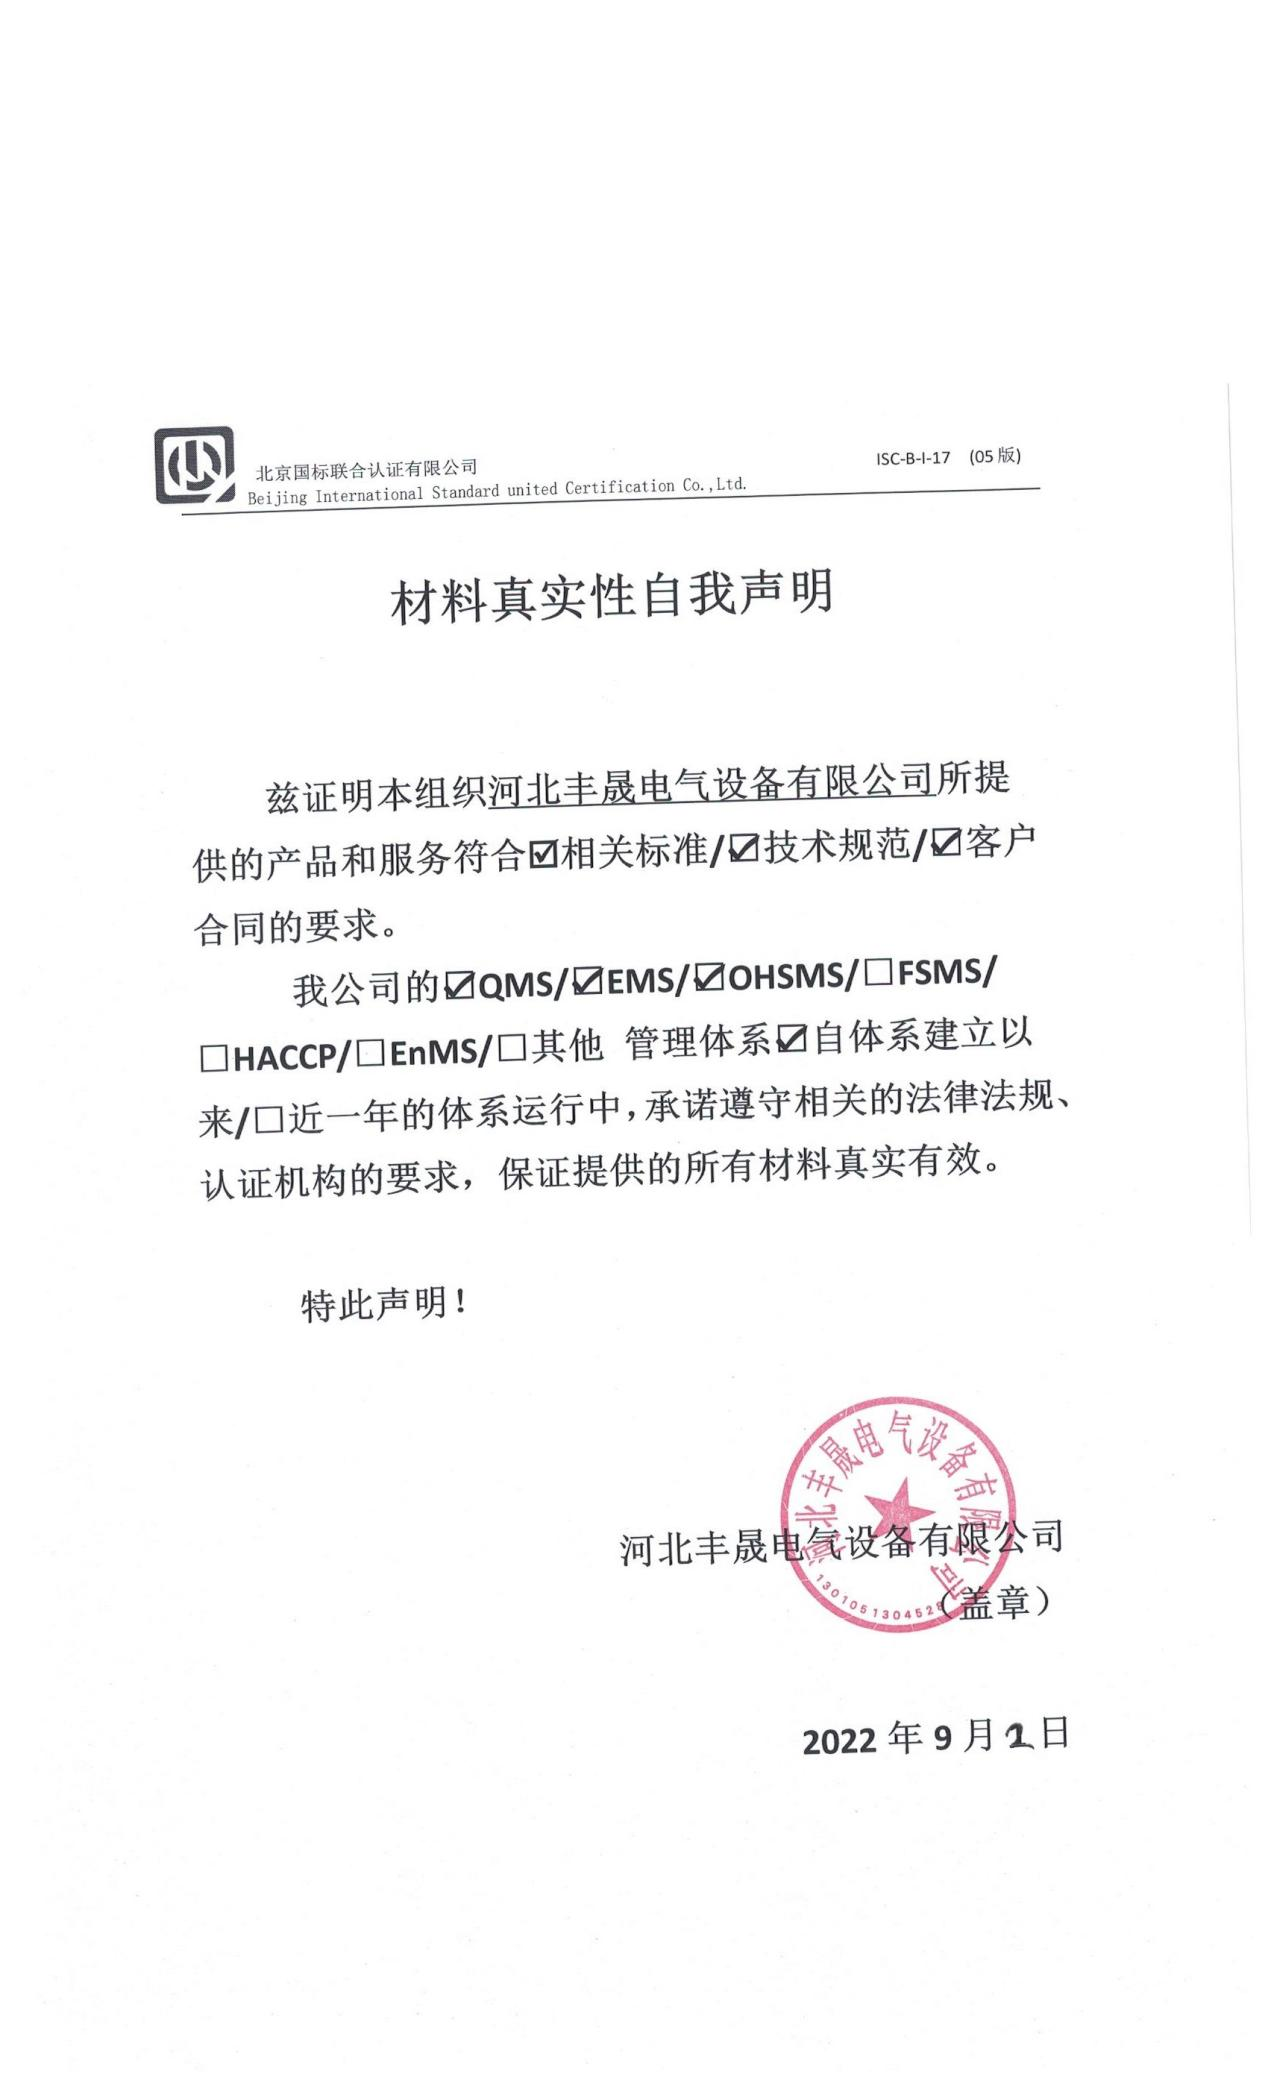 北京国标联合认证有限公司
ISC-B-I-17 (05 版)
Beijing International Standard united Certification Co.,Ltd.
材料真实性自我声明
兹证明本组织河北丰晟电气设备有限公司所提
供的产品和服务符合☑相关标准/☑技术规范/☑客户
合同的要求。
我公司的☑QMS/☑EMS/☑OHSMS/☐FSMS/
☐HACCP/☐EnMS/☐其他 管理体系☑自体系建立以
来/☐近一年的体系运行中，承诺遵守相关的法律法规、
认证机构的要求，保证提供的所有材料真实有效。
特此声明！
河北丰晟电气设备有限公司
1301051304528
河北丰晟电气设备有限公司
（盖章）
2022 年 9 月 日